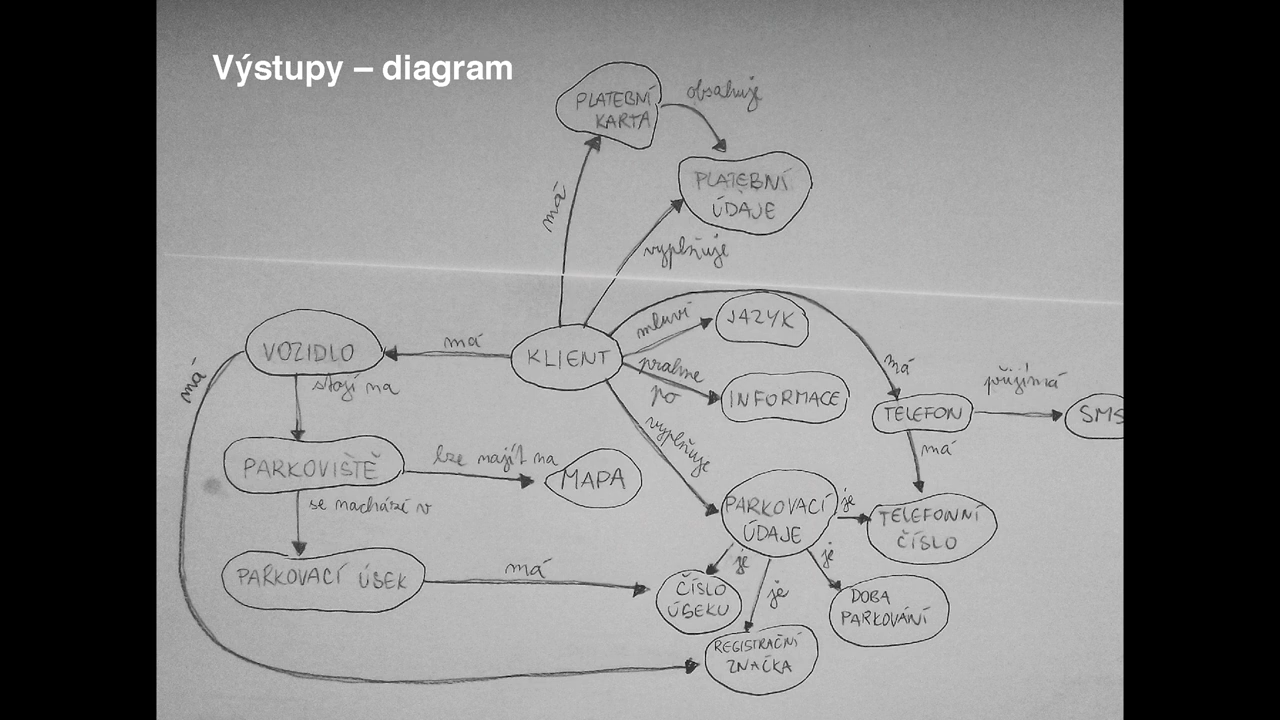 Výstupy – diagram
PLATEBNÍ
KARTA
obsahuje
PLATEBNÍ
ÚDAJE
má
vyplňuje
mluví
JAZYK
KLIENT
má
VOZIDLO
má
stojí na
prahne
po
INFORMACE
má
TELEFON
přijímá
SMS
má
vyplňuje
PARKOVIŠTĚ
lze najít na
MAPA
se nachází v
PARKOVACÍ
ÚDAJE
je
TELEFONNÍ
ČÍSLO
PARKOVACÍ ÚSEK
má
je
ČÍSLO
ÚSEKU
je
REGISTRAČNÍ
ZNAČKA
je
DOBA
PARKOVÁNÍ